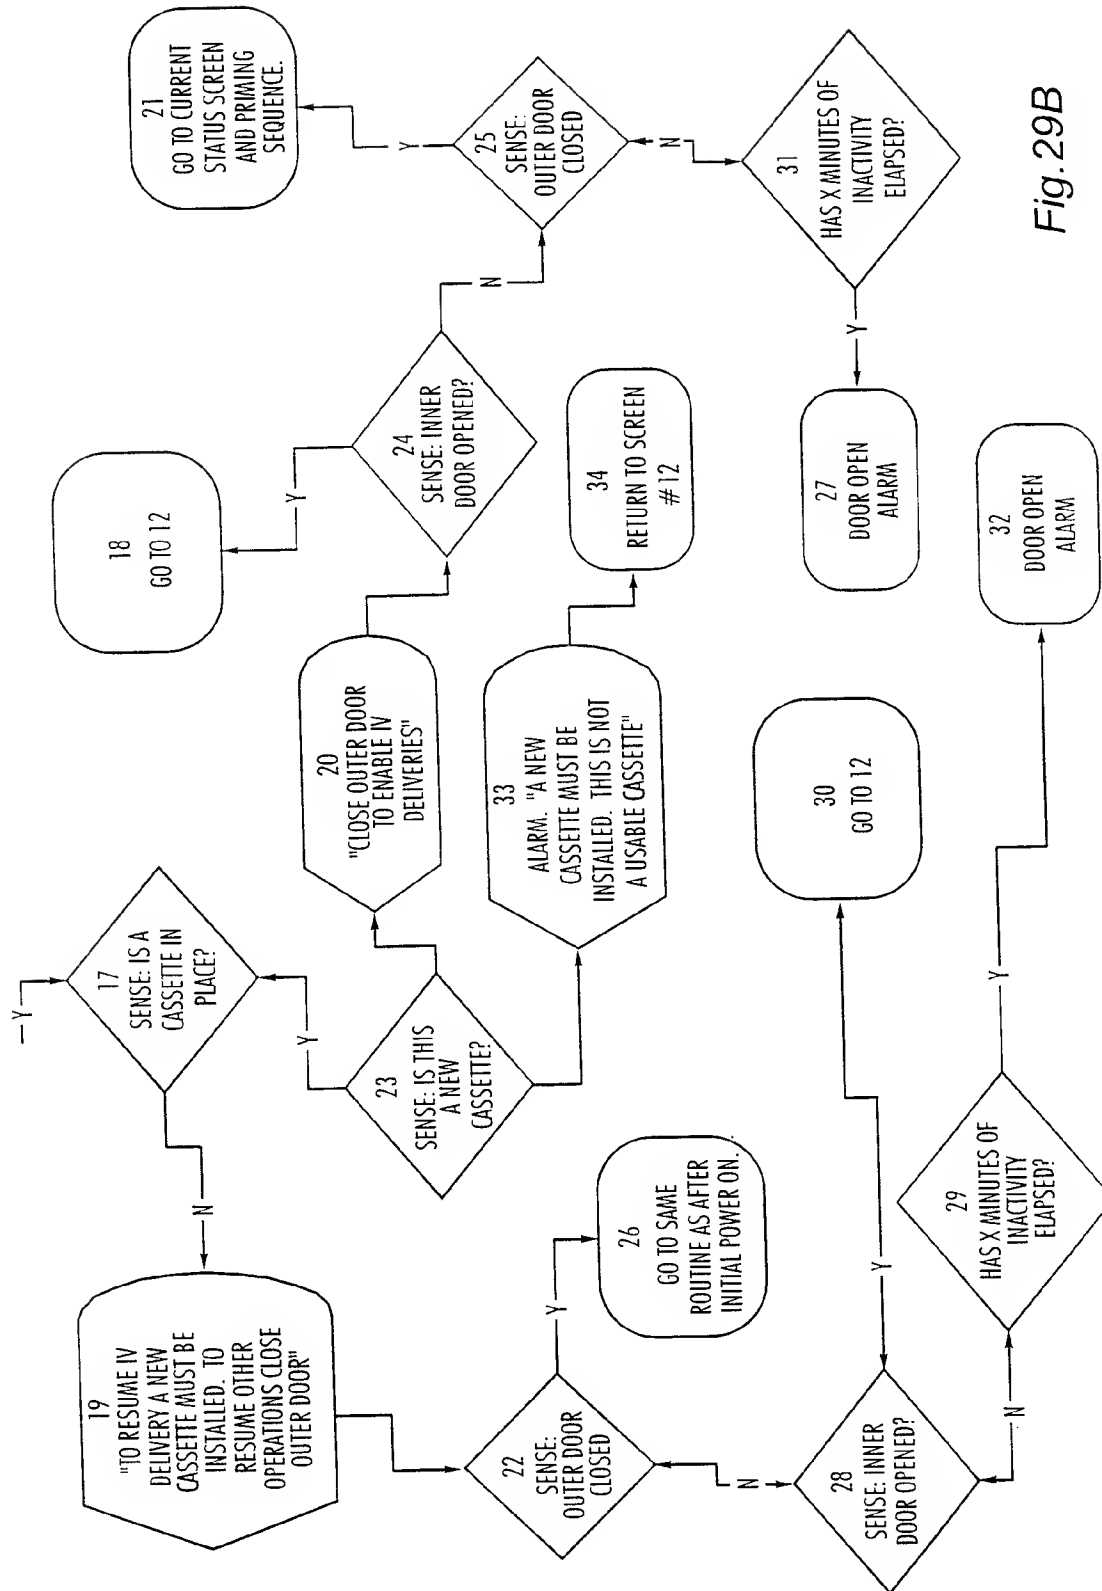 Y
17
SENSE: IS A
CASSETTE IN
PLACE?
N
19
"TO RESUME IV
DELIVERY A NEW
CASSETTE MUST BE
INSTALLED. TO
RESUME OTHER
OPERATIONS CLOSE
OUTER DOOR"
Y
23
SENSE: IS THIS
A NEW
CASSETTE?
20
"CLOSE OUTER DOOR
TO ENABLE IV
DELIVERIES"
18
GO TO 12
Y
24
SENSE: INNER
DOOR OPENED?
N
21
GO TO CURRENT
STATUS SCREEN
AND PRIMING
SEQUENCE.
Y
25
SENSE:
OUTER DOOR
CLOSED
N
33
ALARM. "A NEW
CASSETTE MUST BE
INSTALED. THIS IS NOT
A USABLE CASSETTE"
34
RETURN TO SCREEN
#12
22
SENSE:
OUTER DOOR
CLOSED
Y
26
GO TO SAME
ROUTINE AS AFTER
INITIAL POWER ON.
N
28
SENSE: INNER
DOOR OPENED?
Y
30
GO TO 12
N
29
HAS X MINUTES OF
INACTIVITY
ELAPSED?
Y
32
DOOR OPEN
ALARM
31
HAS X MINUTES OF
INACTIVITY
ELAPSED?
Y
27
DOOR OPEN
ALARM
Fig.29B